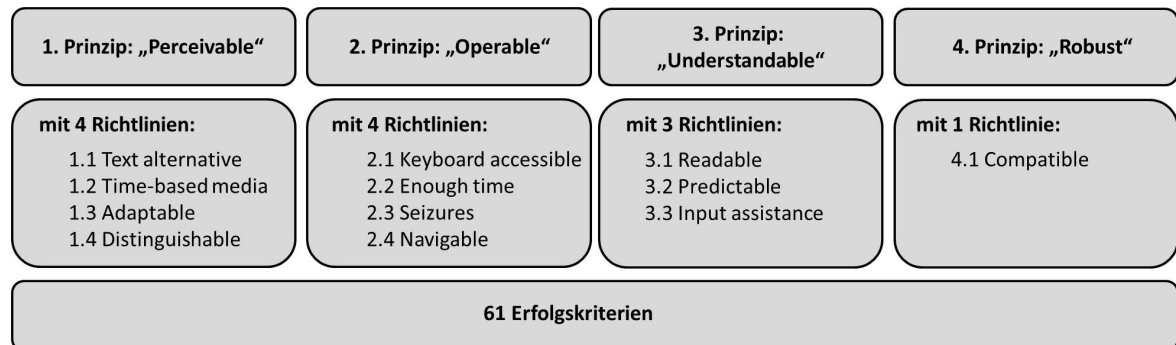 1. Prinzip: „Perceivable“
2. Prinzip: „Operable“
3. Prinzip:
„Understandable“
4. Prinzip: „Robust“
mit 4 Richtlinien:
1.1 Text alternative
1.2 Time-based media
1.3 Adaptable
1.4 Distinguishable
mit 4 Richtlinien:
2.1 Keyboard accessible
2.2 Enough time
2.3 Seizures
2.4 Navigable
mit 3 Richtlinien:
3.1 Readable
3.2 Predictable
3.3 Input assistance
mit 1 Richtlinie:
4.1 Compatible
61 Erfolgskriterien